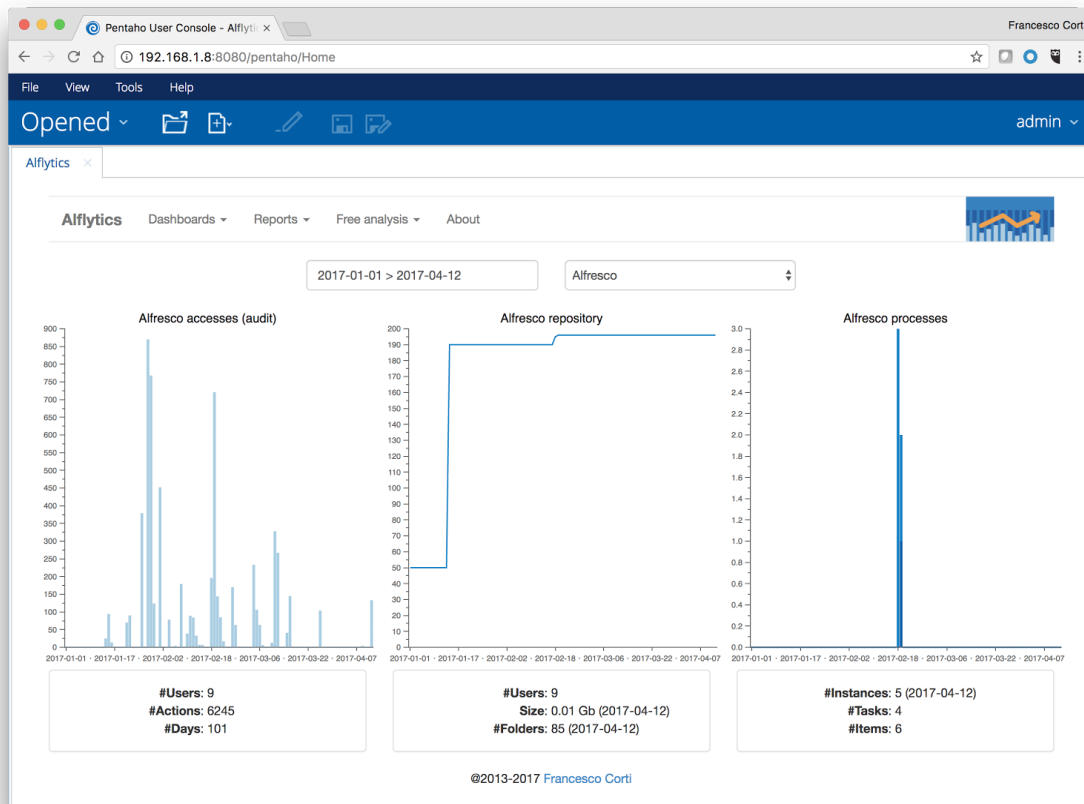 Pentaho User Console - Alflyti
Francesco Cort
192.168.1.8:8080/pentaho/Home
File View Tools Help
Opened
admin
Alflytics
Alflytics Dashboards Reports Free analysis About
2017-01-01 > 2017-04-12
Alfresco
Alfresco accesses (audit)
900
850
800
750
700
650
600
550
500
450
400
350
300
250
200
150
100
50
0
2017-01-01 · 2017-01-17 · 2017-02-02 · 2017-02-18 · 2017-03-06 · 2017-03-22 · 2017-04-07
#Users: 9
#Actions: 6245
#Days: 101
Alfresco repository
200
190
180
170
160
150
140
130
120
110
100
90
80
70
60
50
40
30
20
10
0
2017-01-01 · 2017-01-17 · 2017-02-02 · 2017-02-18 · 2017-03-06 · 2017-03-22 · 2017-04-07
#Users: 9
Size: 0.01 Gb (2017-04-12)
#Folders: 85 (2017-04-12)
Alfresco processes
3.0
2.8
2.6
2.4
2.2
2.0
1.8
1.6
1.4
1.2
1.0
0.8
0.6
0.4
0.2
0.0
2017-01-01 · 2017-01-17 · 2017-02-02 · 2017-02-18 · 2017-03-06 · 2017-03-22 · 2017-04-07
#Instances: 5 (2017-04-12)
#Tasks: 4
#Items: 6
@2013-2017 Francesco Corti